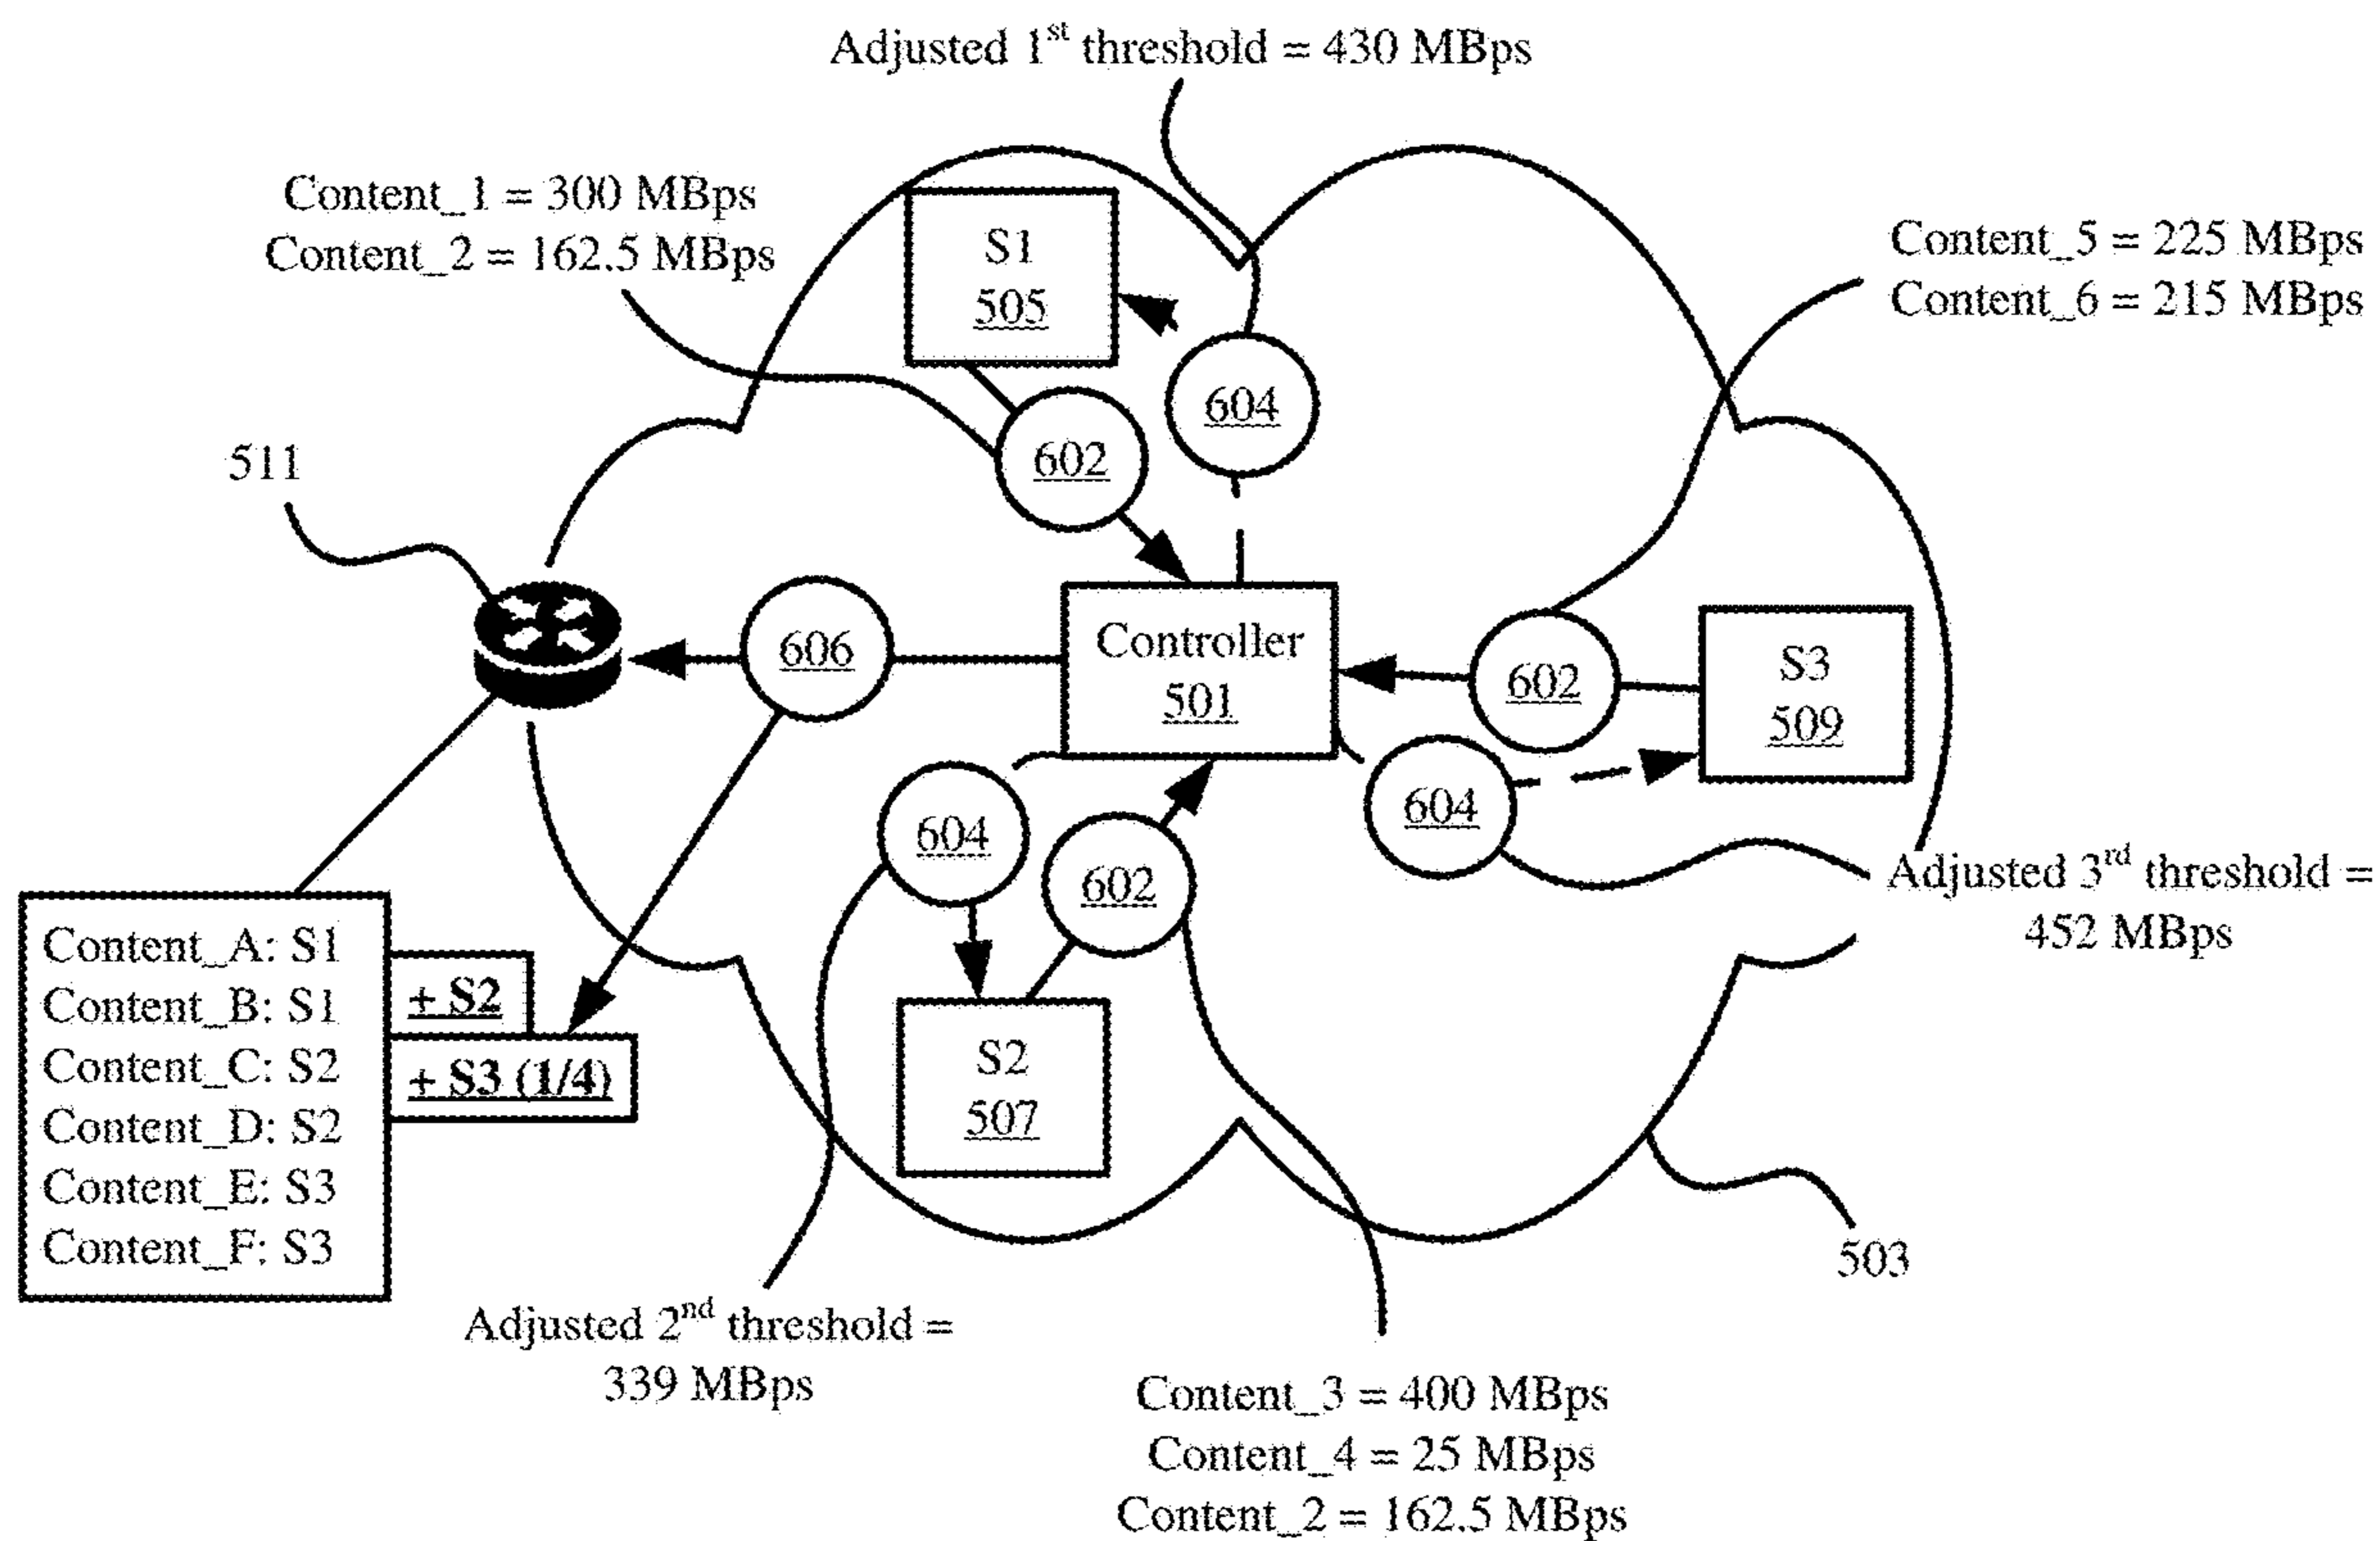 Adjusted 1st threshold = 430 MBps
Content_1 = 300 MBps
Content_2 = 162.5 MBps
S1
505
Content_5 = 225 MBps
Content_6 = 215 MBps
604
602
511
606
Controller
501
602
S3
509
604
602
604
Adjusted 3rd threshold =
452 MBps
Content_A: S1
Content_B: S1
Content_C: S2
Content_D: S2
Content_E: S3
Content_F: S3
+ S2
+ S3 (1/4)
S2
507
503
Adjusted 2nd threshold =
339 MBps
Content_3 = 400 MBps
Content_4 = 25 MBps
Content_2 = 162.5 MBps